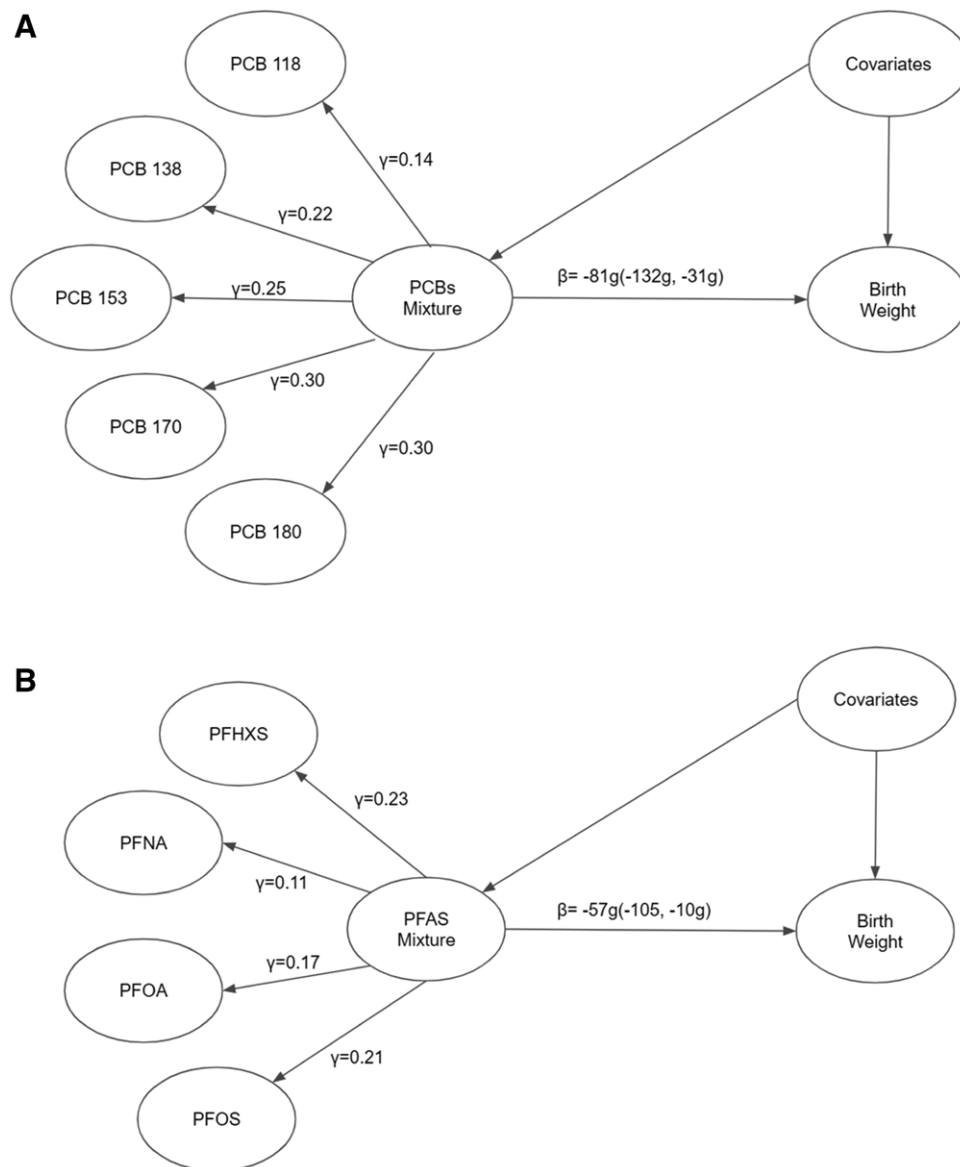 A
PCB 118
Covariates
γ=0.14
PCB 138
γ=0.22
β= -81g(-132g, -31g)
PCB 153
γ=0.25
PCBs
Mixture
Birth
Weight
γ=0.30
PCB 170
γ=0.30
PCB 180
B
PFHXS
Covariates
γ=0.23
PFNA
γ=0.11
β= -57g(-105, -10g)
PFAS
Mixture
Birth
Weight
γ=0.17
PFOA
γ=0.21
PFOS